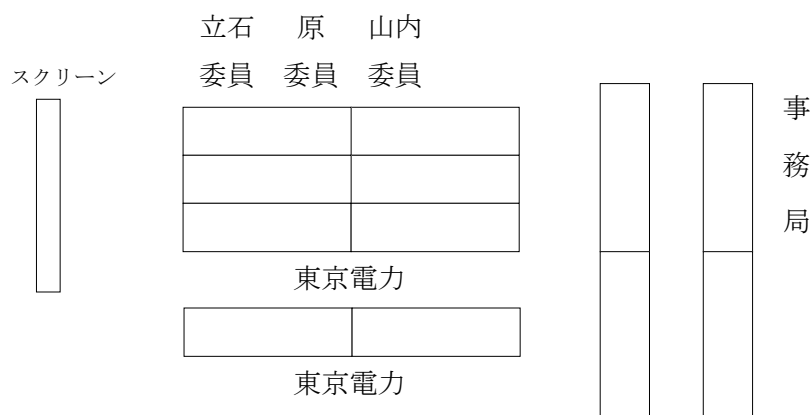 立石 原 山内
スクリーン 委員 委員 委員
事務局
東京電力
東京電力